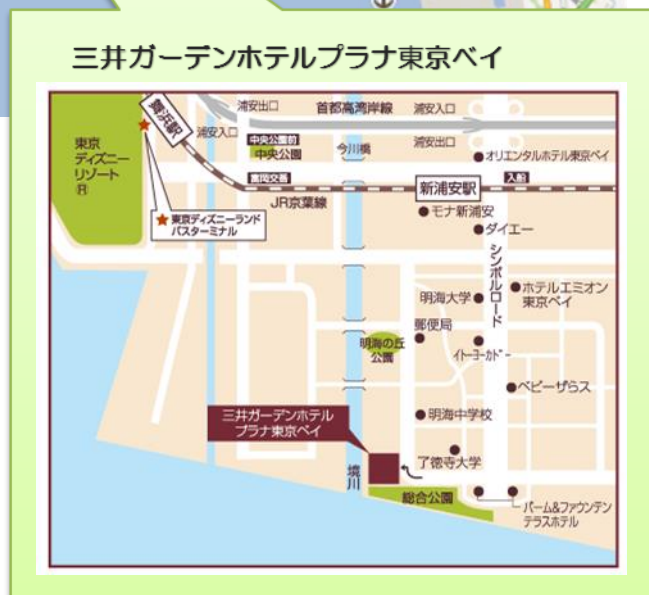 三井ガーデンホテルプラナ東京ベイ
舞浜駅
浦安出口
首都高湾岸線
浦安入口
浦安入口
中央公園前
中央公園
今川橋
浦安出口
オリエンタルホテル東京ベイ
東京
ディズニー
リゾート
®
富岡交番
新浦安駅
入船
JR京葉線
モナ新浦安
★東京ディズニーランド
バスターミナル
ダイエー
シンボルロード
明海大学
ホテルエミオン
東京ベイ
郵便局
明海の丘
公園
イトーヨーカドー
ベビーザらス
三井ガーデンホテル
プラナ東京ベイ
明海中学校
了徳寺大学
境川
総合公園
パーム&ファウンテン
テラスホテル